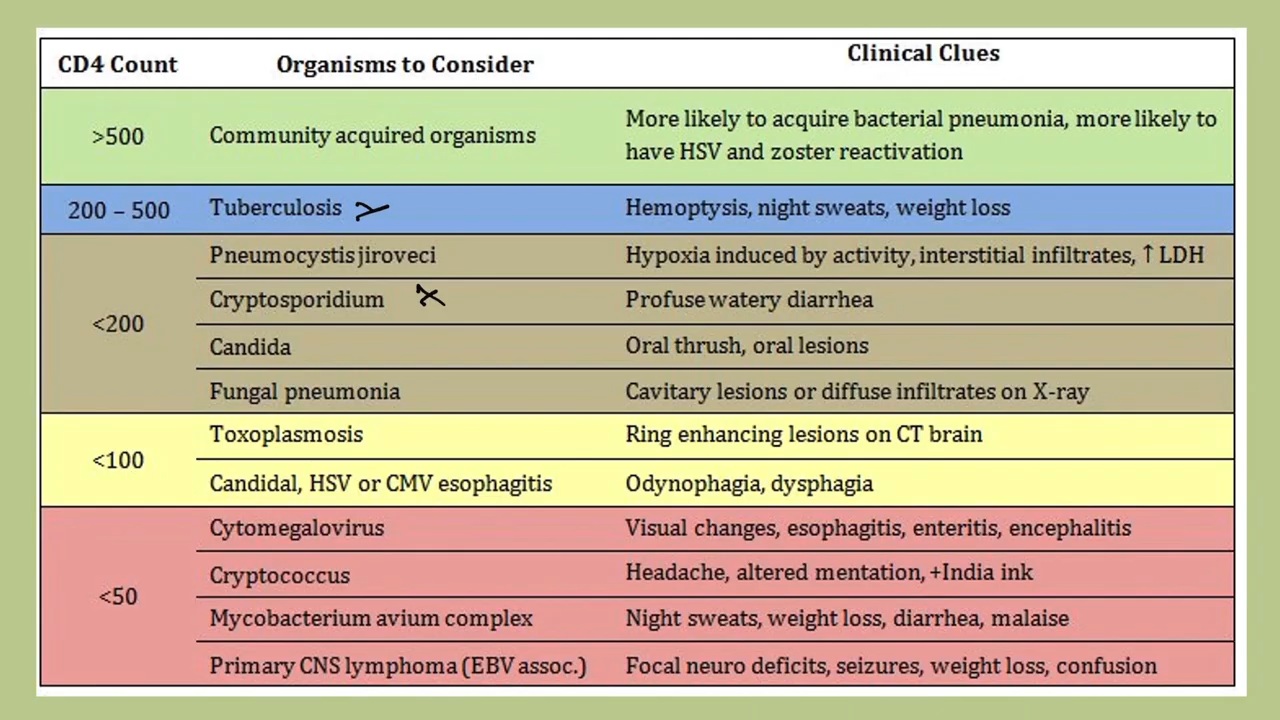 CD4 Count Organisms to Consider Clinical Clues
>500 Community acquired organisms More likely to acquire bacterial pneumonia, more likely to
have HSV and zoster reactivation
200 – 500 Tuberculosis Hemoptysis, night sweats, weight loss
<200 Pneumocystis jiroveci Hypoxia induced by activity, interstitial infiltrates, ↑ LDH
Cryptosporidium Profuse watery diarrhea
Candida Oral thrush, oral lesions
Fungal pneumonia Cavitary lesions or diffuse infiltrates on X-ray
<100 Toxoplasmosis Ring enhancing lesions on CT brain
Candidal, HSV or CMV esophagitis Odynophagia, dysphagia
<50 Cytomegalovirus Visual changes, esophagitis, enteritis, encephalitis
Cryptococcus Headache, altered mentation, +India ink
Mycobacterium avium complex Night sweats, weight loss, diarrhea, malaise
Primary CNS lymphoma (EBV assoc.) Focal neuro deficits, seizures, weight loss, confusion